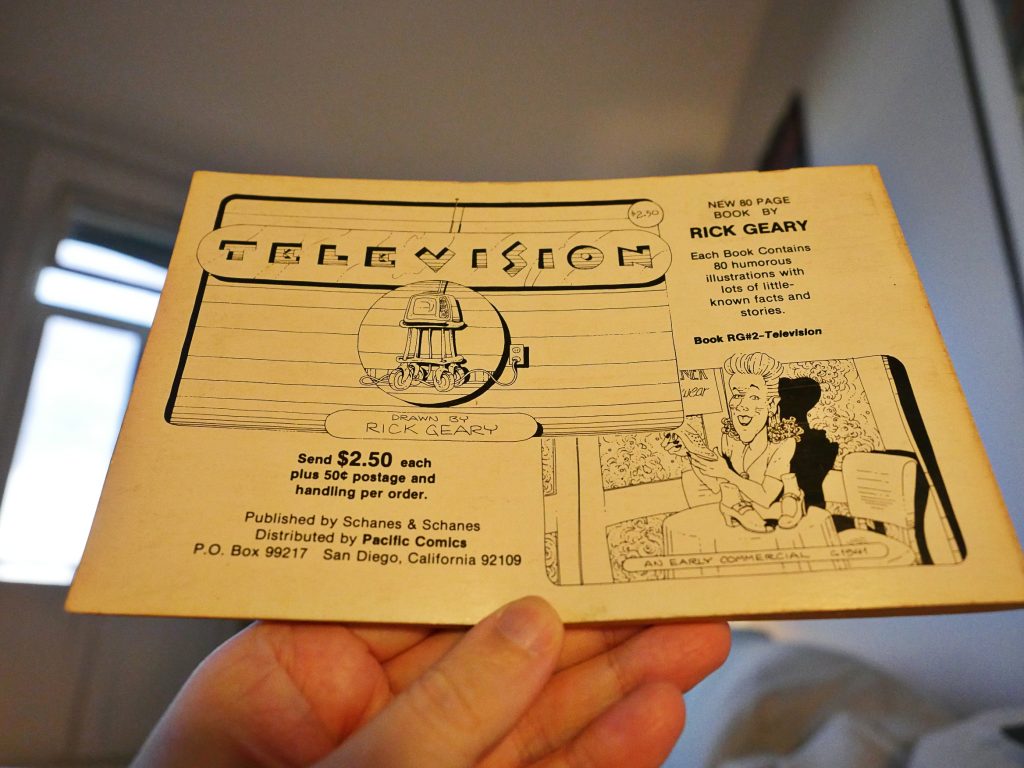 $2.50
TELEVISION
DRAWN BY
RICK GEARY
NEW 80 PAGE
BOOK BY
RICK GEARY
Each Book Contains
80 humorous
illustrations with
lots of little-
known facts and
stories.
Book RG#2–Television
Send $2.50 each
plus 50¢ postage and
handling per order.
Published by Schanes & Schanes
Distributed by Pacific Comics
P.O. Box 99217 San Diego, California 92109
wear
AN EARLY COMMERCIAL C1941